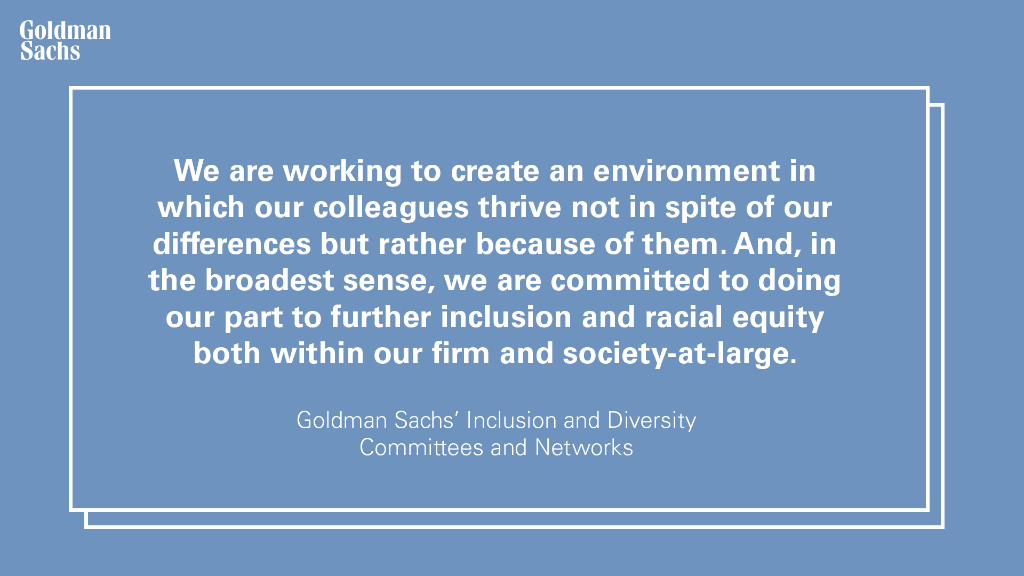 Goldman
Sachs
We are working to create an environment in
which our colleagues thrive not in spite of our
differences but rather because of them. And, in
the broadest sense, we are committed to doing
our part to further inclusion and racial equity
both within our firm and society-at-large.
Goldman Sachs’ Inclusion and Diversity
Committees and Networks